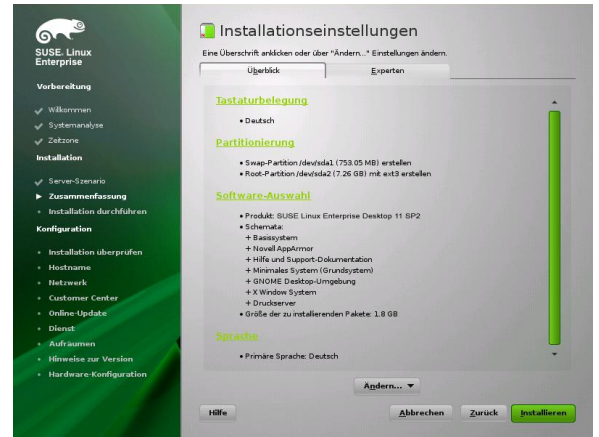 SUSE. Linux
Enterprise
Vorbereitung
Willkommen
Systemanalyse
Zeitzone
Installation
Server-Szenario
Zusammenfassung
Installation durchführen
Konfiguration
Installation überprüfen
Hostname
Netzwerk
Customer Center
Online-Update
Dienst
Aufräumen
Hinweise zur Version
Hardware-Konfiguration
Installationseinstellungen
Eine Überschrift anklicken oder über "Ändern..." Einstellungen ändern.
Überblick
Experten
Tastaturbelegung
• Deutsch
Partitionierung
• Swap-Partition /dev/sda1 (753.05 MB) erstellen
• Root-Partition /dev/sda2 (7.26 GB) mit ext3 erstellen
Software-Auswahl
• Produkt: SUSE Linux Enterprise Desktop 11 SP2
• Schemata:
+ Basissystem
+ Novell AppArmor
+ Hilfe und Support-Dokumentation
+ Minimales System (Grundsystem)
+ GNOME Desktop-Umgebung
+ X Window System
+ Druckserver
• Größe der zu installierenden Pakete: 1.8 GB
Sprache
• Primäre Sprache: Deutsch
Ändern...
Hilfe
Abbrechen
Zurück
Installieren